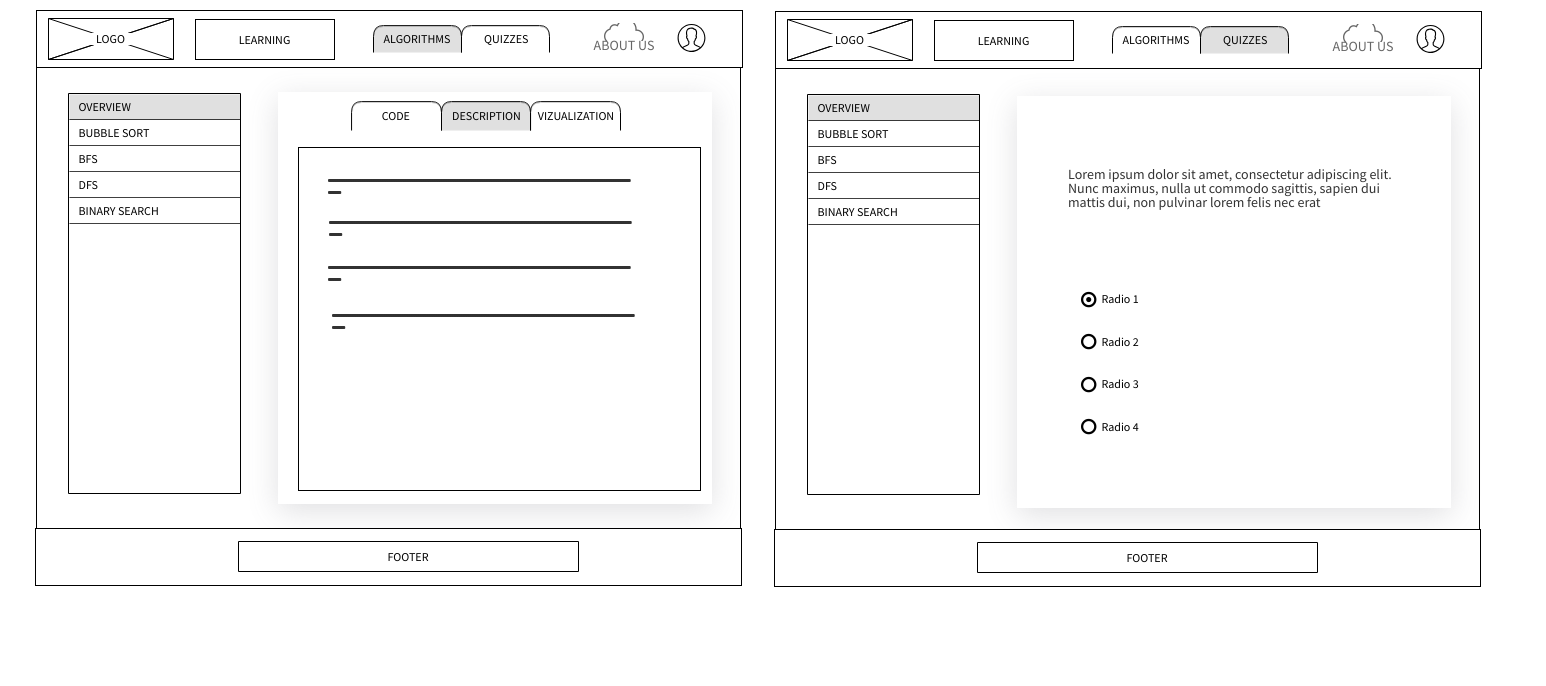 LOGO
LEARNING
ALGORITHMS
QUIZZES
ABOUT US
OVERVIEW
BUBBLE SORT
BFS
DFS
BINARY SEARCH
CODE
DESCRIPTION
VIZUALIZATION
FOOTER
LOGO
LEARNING
ALGORITHMS
QUIZZES
ABOUT US
OVERVIEW
BUBBLE SORT
BFS
DFS
BINARY SEARCH
Lorem ipsum dolor sit amet, consectetur adipiscing elit.
Nunc maximus, nulla ut commodo sagittis, sapien dui
mattis dui, non pulvinar lorem felis nec erat
Radio 1
Radio 2
Radio 3
Radio 4
FOOTER